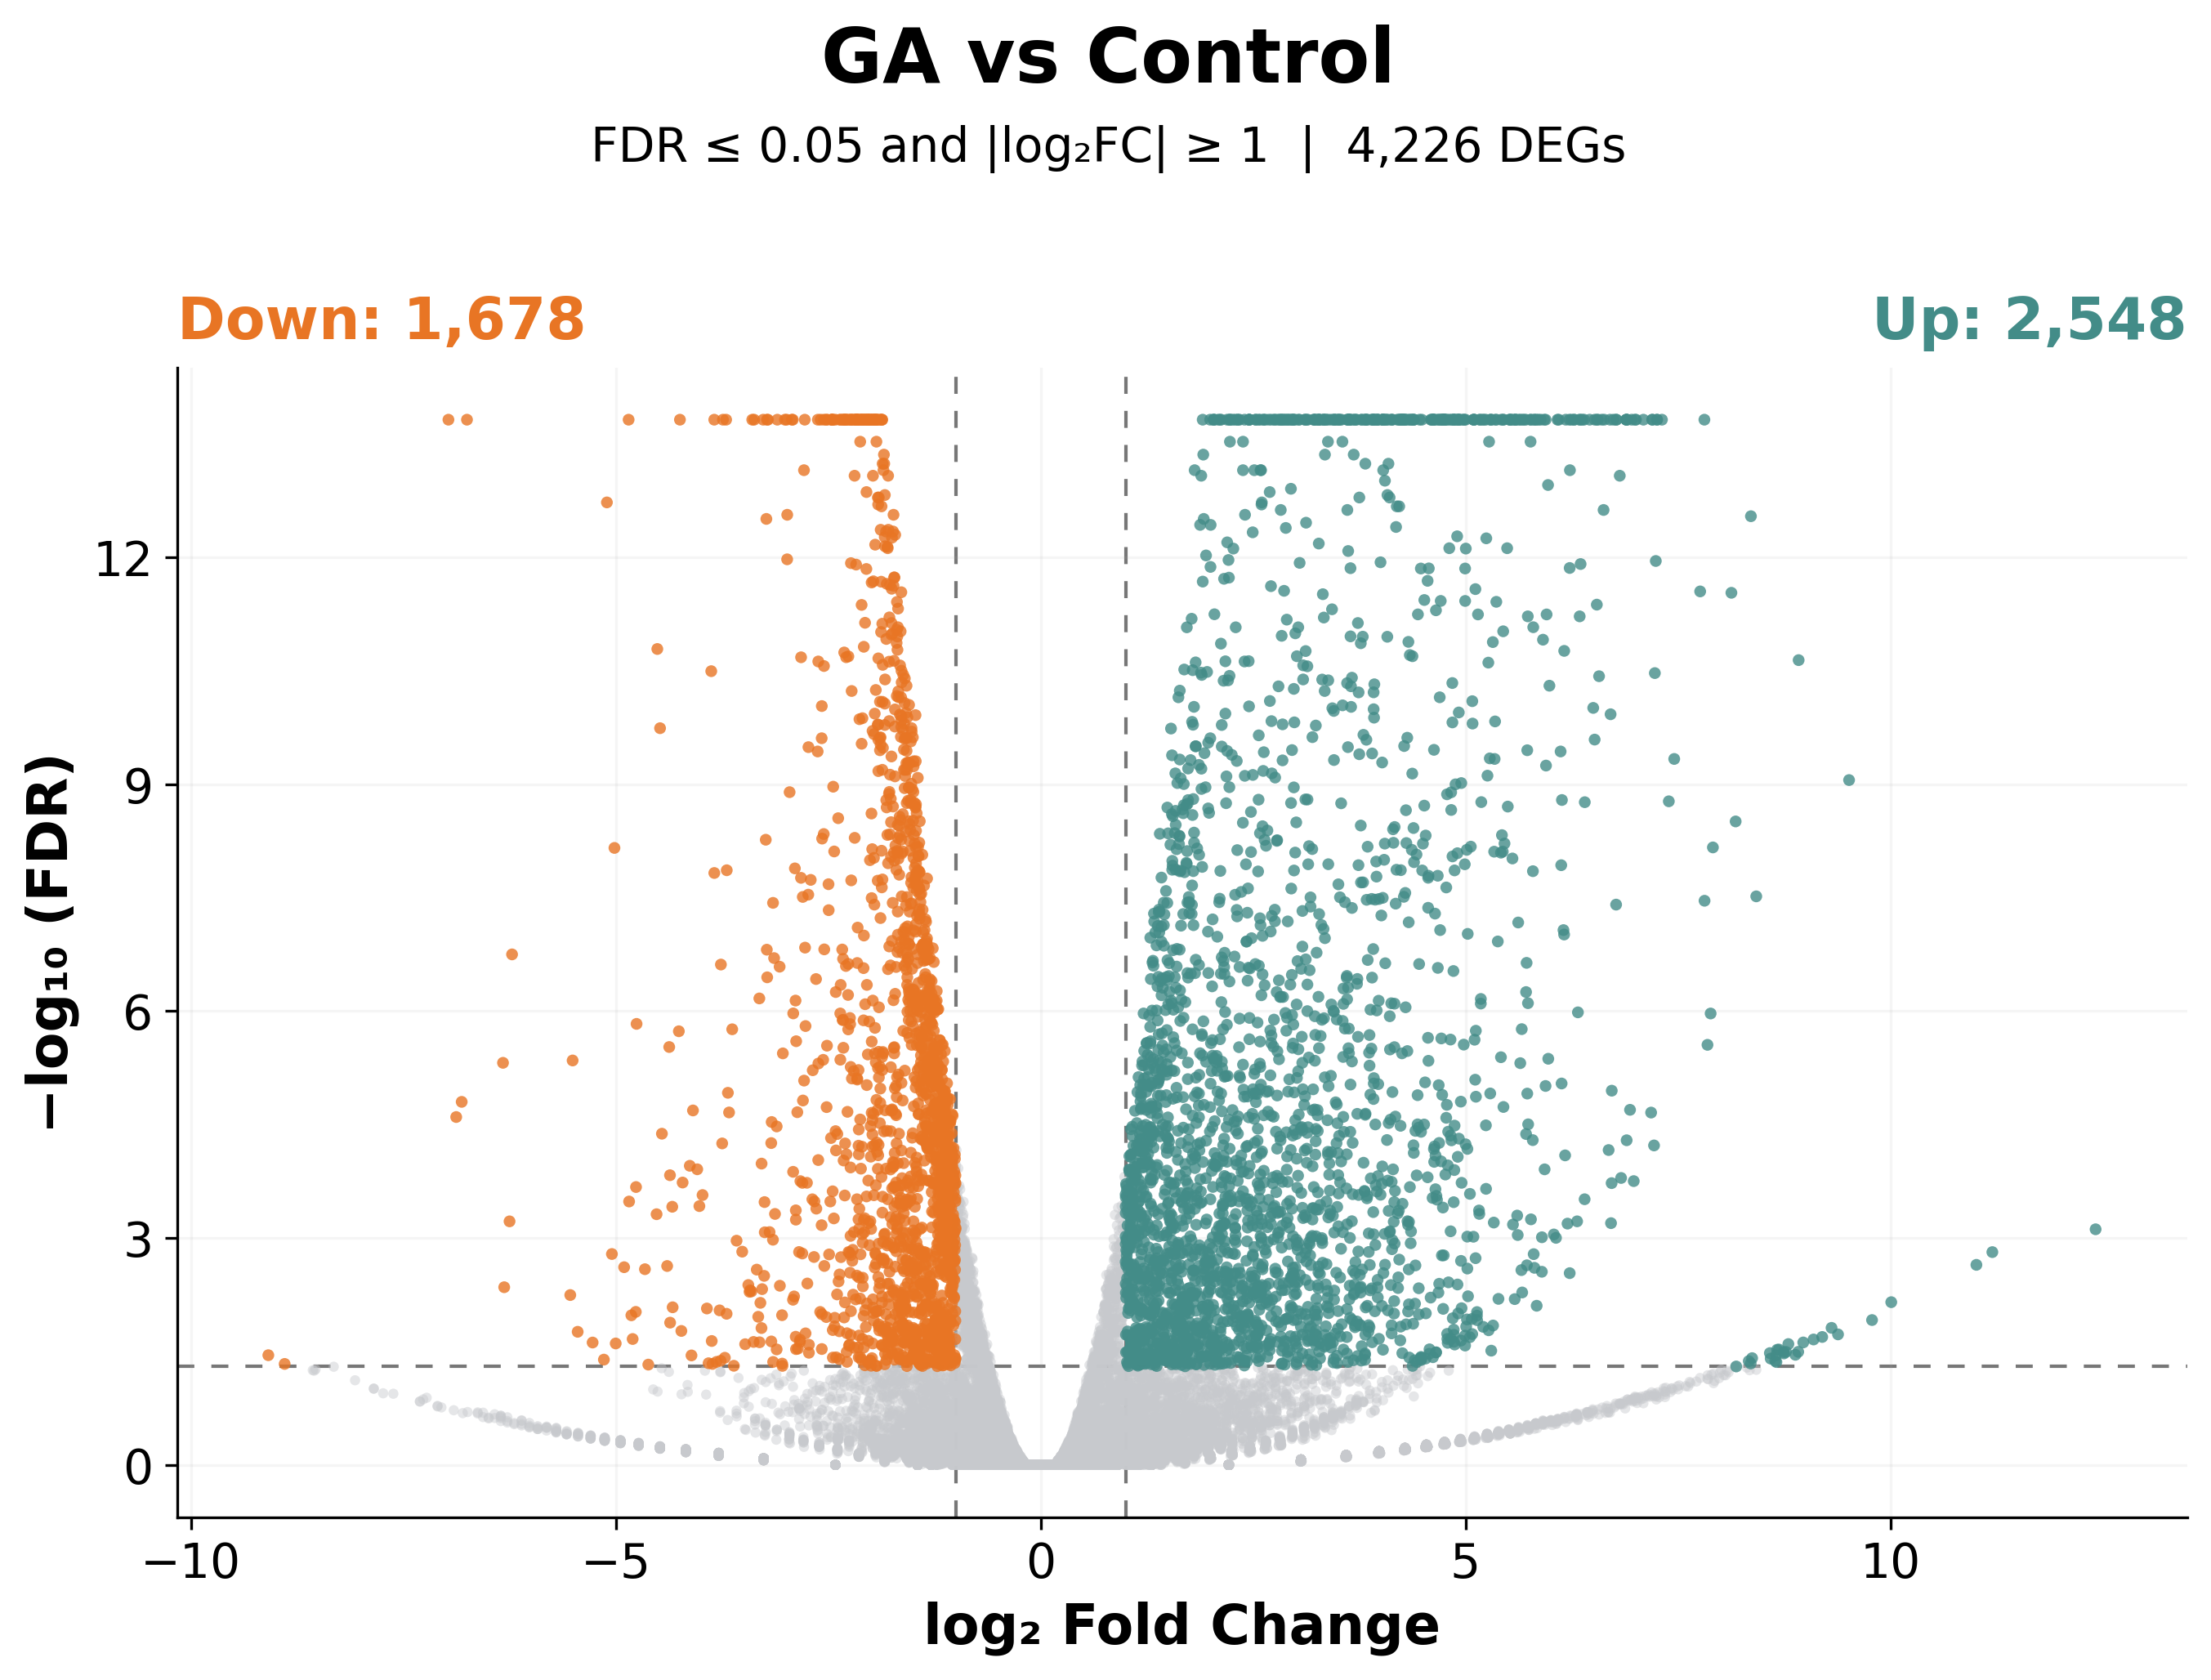 GA vs Control
FDR ≤ 0.05 and |log₂FC| ≥ 1 | 4,226 DEGs
Down: 1,678
Up: 2,548
12
9
6
3
0
−log₁₀ (FDR)
−10
−5
0
5
10
log₂ Fold Change